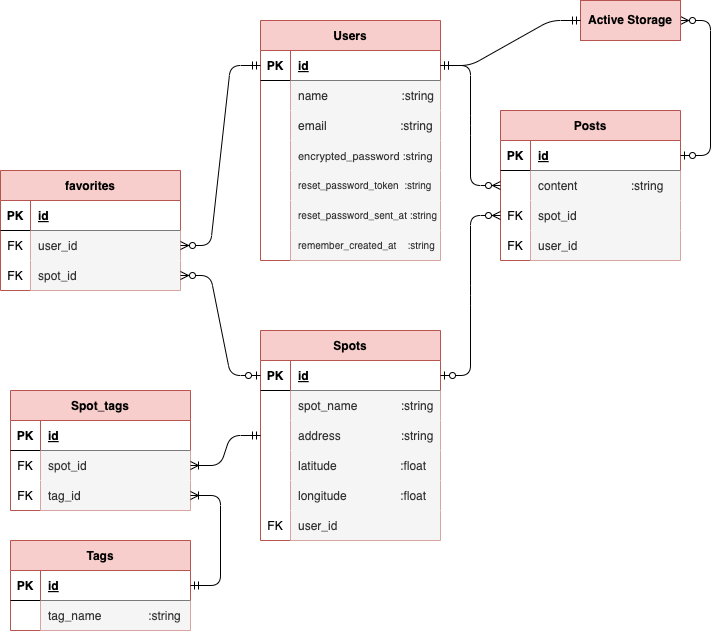 Users
PK id
name :string
email :string
encrypted_password :string
reset_password_token :string
reset_password_sent_at :string
remember_created_at :string
Active Storage
Posts
PK id
content :string
FK spot_id
FK user_id
favorites
PK id
FK user_id
FK spot_id
Spots
PK id
spot_name :string
address :string
latitude :float
longitude :float
FK user_id
Spot_tags
PK id
FK spot_id
FK tag_id
Tags
PK id
tag_name :string